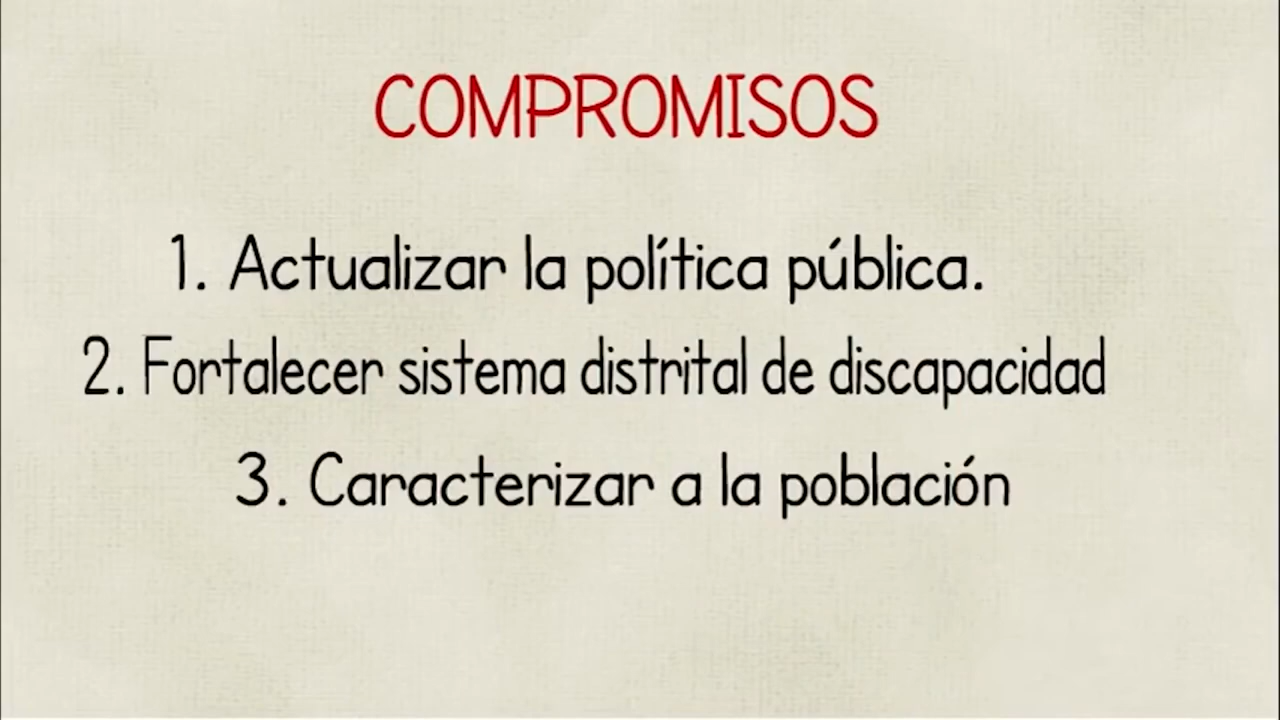 COMPROMISOS
1. Actualizar la política pública.
2. Fortalecer sistema distrital de discapacidad
3. Caracterizar a la población